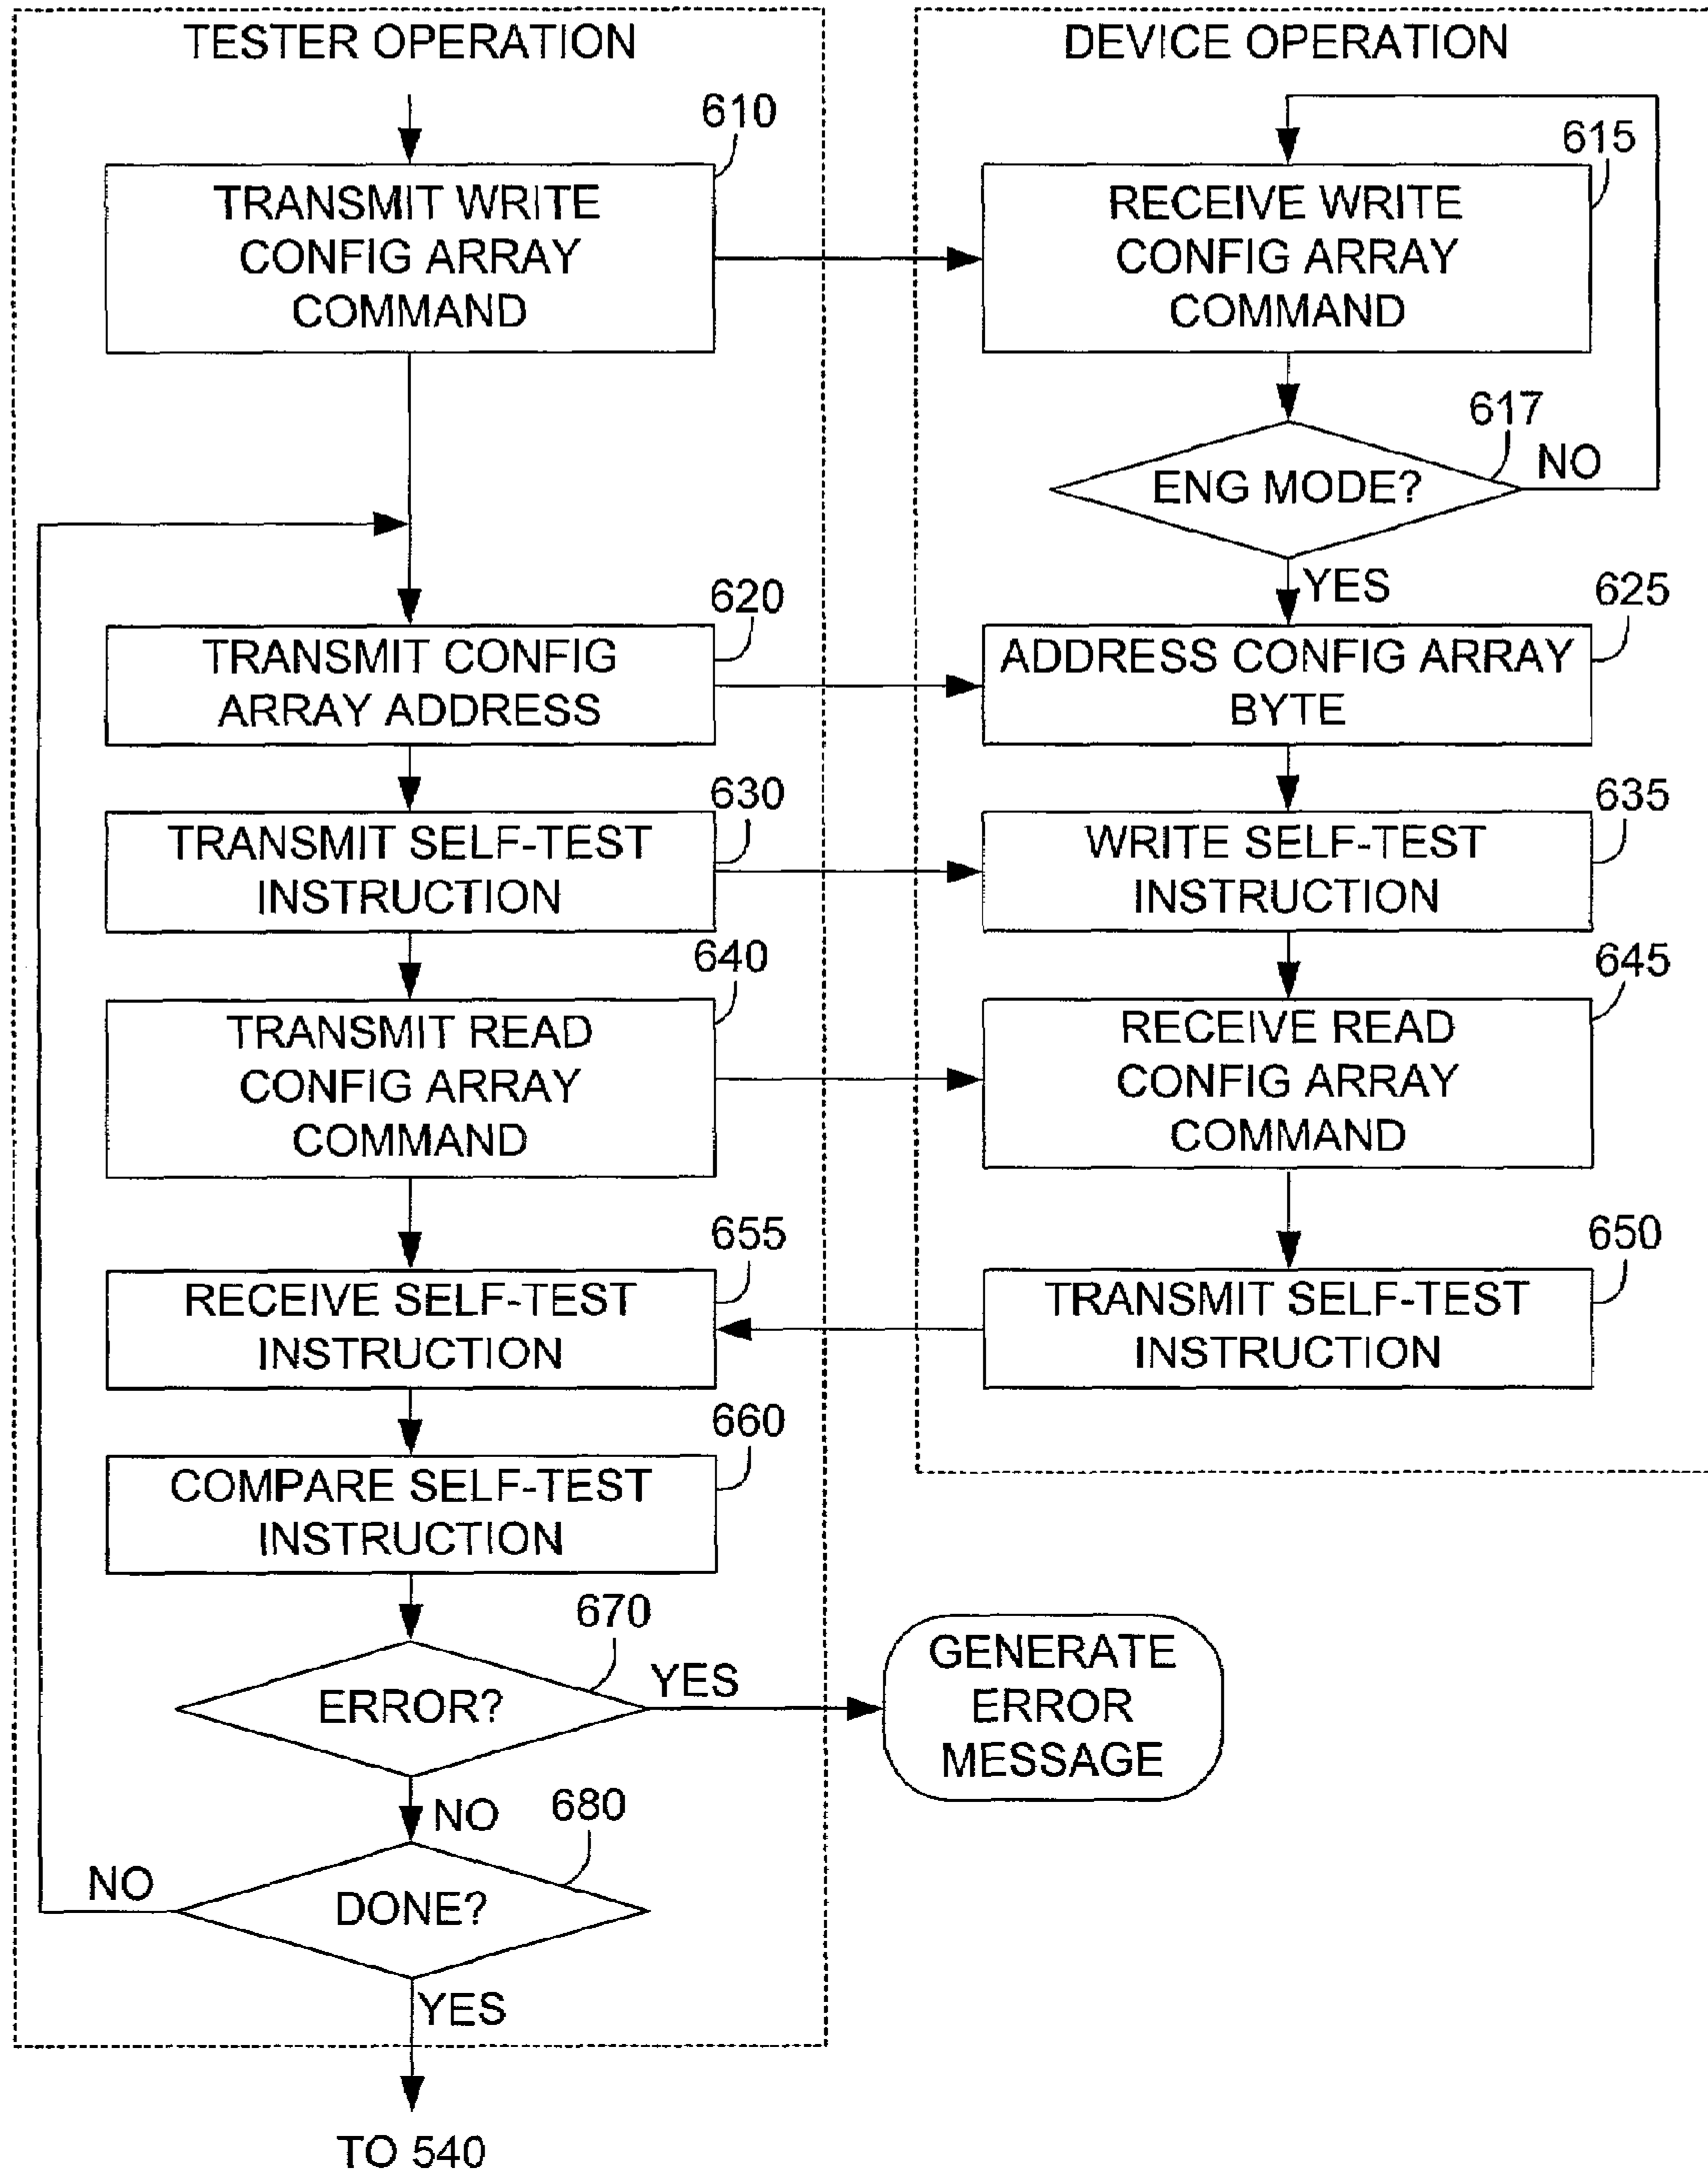 TESTER OPERATION
DEVICE OPERATION
610
TRANSMIT WRITE
CONFIG ARRAY
COMMAND
615
RECEIVE WRITE
CONFIG ARRAY
COMMAND
617
ENG MODE?
NO
YES
620
TRANSMIT CONFIG
ARRAY ADDRESS
625
ADDRESS CONFIG ARRAY
BYTE
630
TRANSMIT SELF-TEST
INSTRUCTION
635
WRITE SELF-TEST
INSTRUCTION
640
TRANSMIT READ
CONFIG ARRAY
COMMAND
645
RECEIVE READ
CONFIG ARRAY
COMMAND
655
RECEIVE SELF-TEST
INSTRUCTION
650
TRANSMIT SELF-TEST
INSTRUCTION
660
COMPARE SELF-TEST
INSTRUCTION
670
ERROR?
YES
GENERATE
ERROR
MESSAGE
NO
680
DONE?
NO
YES
TO 540